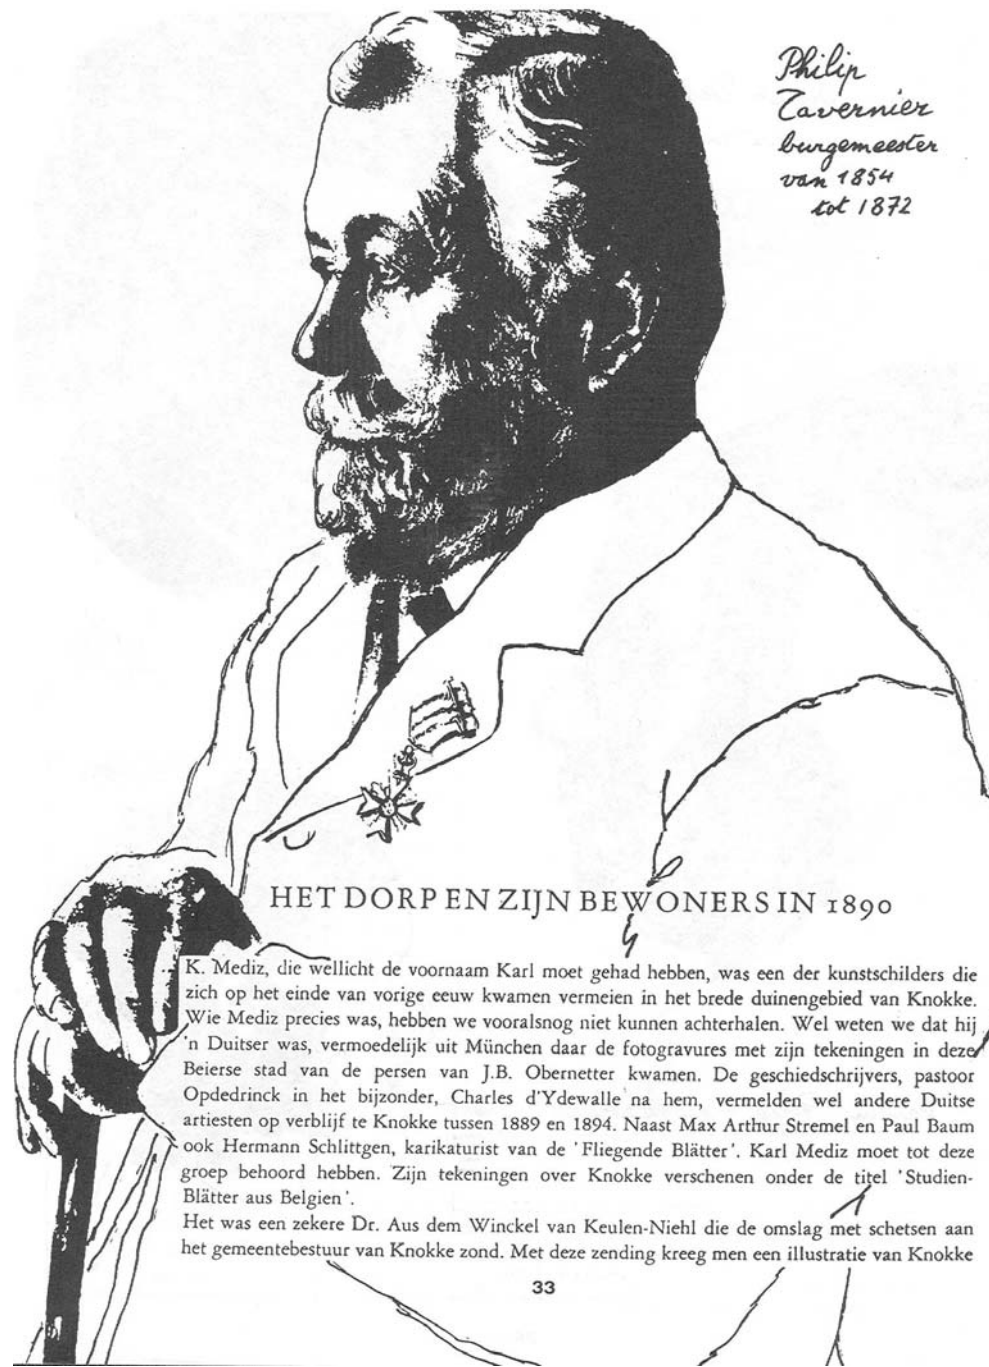 Philip
Tavernier
burgemeester
van 1854
tot 1872
HET DORP EN ZIJN BEWONERS IN 1890
K. Mediz, die wellicht de voornaam Karl moet gehad hebben, was een der kunstschilders die
zich op het einde van vorige eeuw kwamen vermeien in het brede duinengebied van Knokke.
Wie Mediz precies was, hebben we vooralsnog niet kunnen achterhalen. Wel weten we dat hij
'n Duitser was, vermoedelijk uit München daar de fotogravures met zijn tekeningen in deze
Beierse stad van de persen van J.B. Obernetter kwamen. De geschiedschrijvers, pastoor
Opdedrinck in het bijzonder, Charles d'Ydewalle na hem, vermelden wel andere Duitse
artiesten op verblijf te Knokke tussen 1889 en 1894. Naast Max Arthur Stremel en Paul Baum
ook Hermann Schlittgen, karikaturist van de 'Fliegende Blätter'. Karl Mediz moet tot deze
groep behoord hebben. Zijn tekeningen over Knokke verschenen onder de titel 'Studien-
Blätter aus Belgien'.
Het was een zekere Dr. Aus dem Winckel van Keulen-Niehl die de omslag met schetsen aan
het gemeentebestuur van Knokke zond. Met deze zending kreeg men een illustratie van Knokke
33